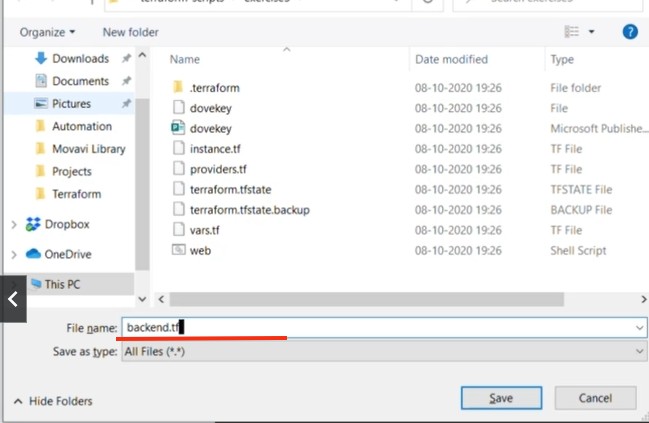 Organize
New folder
Downloads
Documents
Pictures
Automation
Movavi Library
Projects
Terraform
Dropbox
OneDrive
This PC
Name Date modified Type
.terraform 08-10-2020 19:26 File folder
dovekey 08-10-2020 19:26 File
dovekey 08-10-2020 19:26 Microsoft Publishe...
instance.tf 08-10-2020 19:26 TF File
providers.tf 08-10-2020 19:26 TF File
terraform.tfstate 08-10-2020 19:26 TFSTATE File
terraform.tfstate.backup 08-10-2020 19:26 BACKUP File
vars.tf 08-10-2020 19:26 TF File
web 08-10-2020 19:26 Shell Script
File name: backend.tf
Save as type: All Files (*.*)
Hide Folders
Save
Cancel